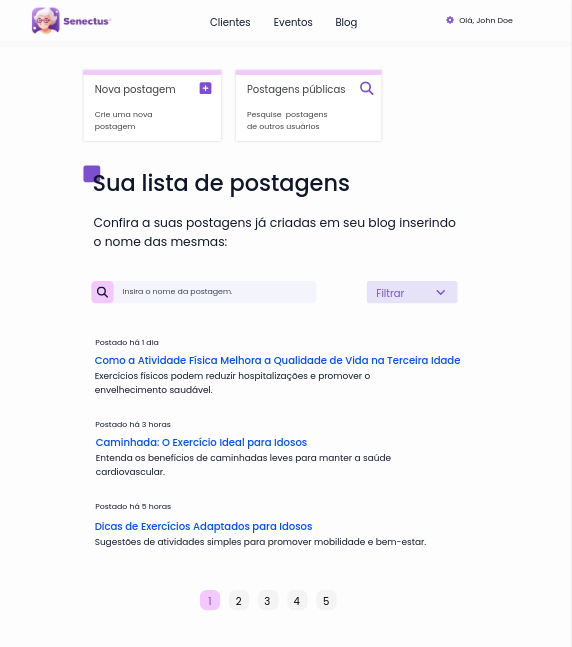 Senectus
Clientes Eventos Blog
Olá, John Doe
Nova postagem
Crie uma nova
postagem
Postagens públicas
Pesquise postagens
de outros usuários
Sua lista de postagens
Confira a suas postagens já criadas em seu blog inserindo
o nome das mesmas:
Insira o nome da postagem.
Filtrar
Postado há 1 dia
Como a Atividade Física Melhora a Qualidade de Vida na Terceira Idade
Exercícios físicos podem reduzir hospitalizações e promover o
envelhecimento saudável.
Postado há 3 horas
Caminhada: O Exercício Ideal para Idosos
Entenda os benefícios de caminhadas leves para manter a saúde
cardiovascular.
Postado há 5 horas
Dicas de Exercícios Adaptados para Idosos
Sugestões de atividades simples para promover mobilidade e bem-estar.
1 2 3 4 5